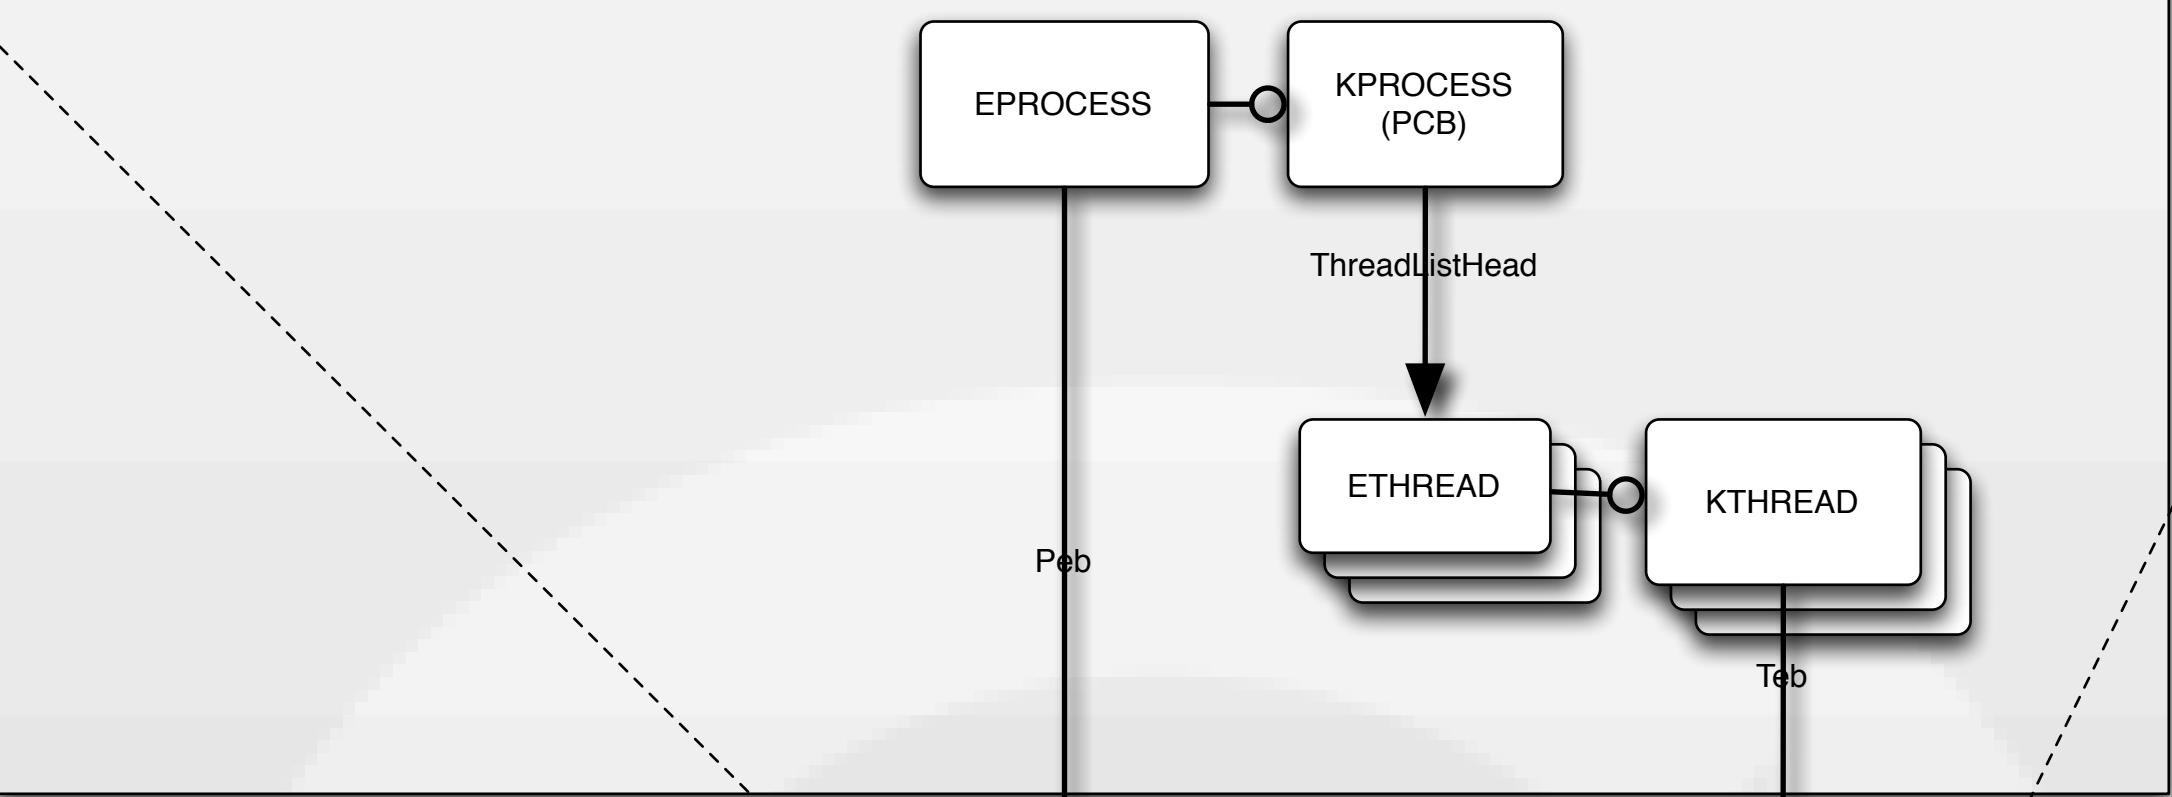 EPROCESS
KPROCESS
(PCB)
ThreadListHead
ETHREAD
KTHREAD
Peb
Teb